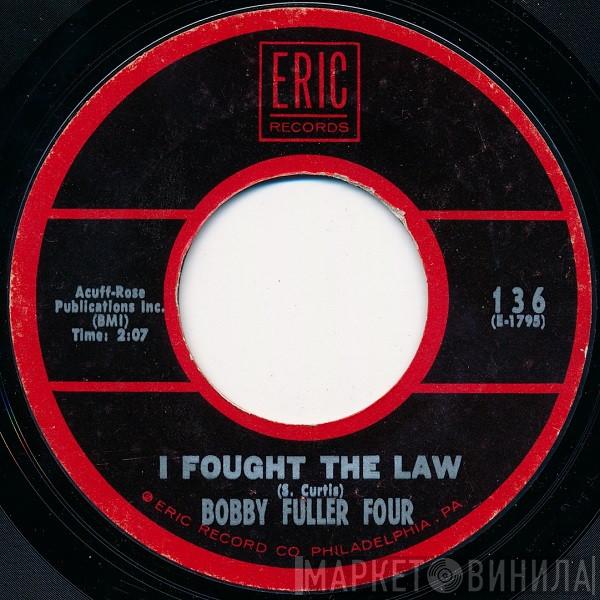 ERIC
RECORDS
Acuff-Rose
Publications Inc.
(BMI)
Time: 2:07
136
(E-1795)
I FOUGHT THE LAW
(S. Curtis)
BOBBY FULLER FOUR
® ERIC RECORD CO. PHILADELPHIA, PA
МАРКЕТ ВИНИЛА